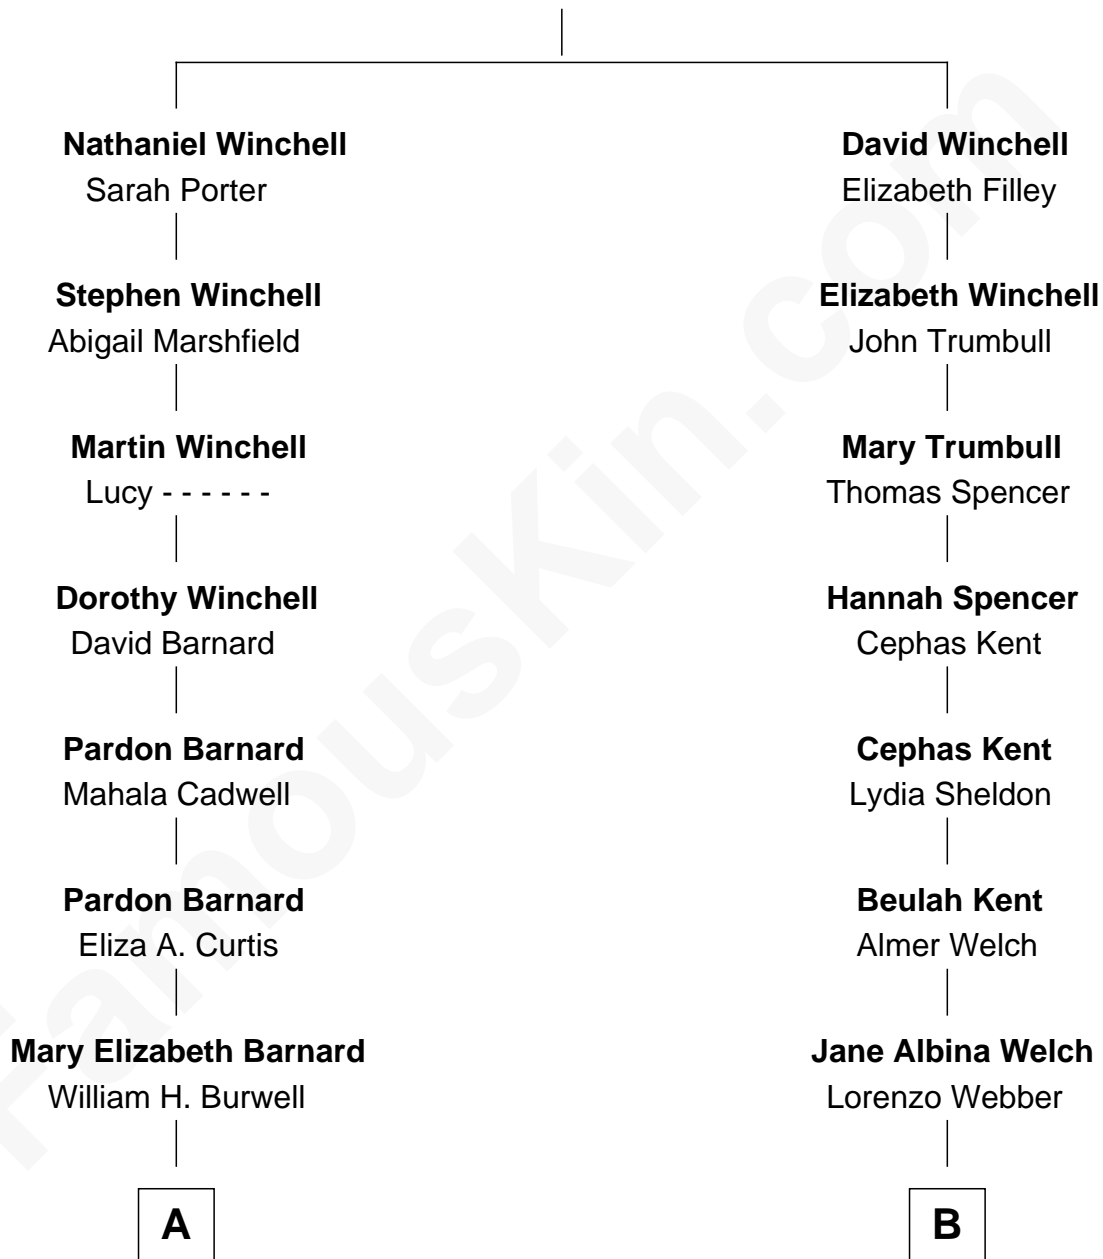 Nathaniel Winchell
Sarah Porter
David Winchell
Elizabeth Filley
Stephen Winchell
Abigail Marshfield
Elizabeth Winchell
John Trumbull
Martin Winchell
Lucy - - - - - -
Mary Trumbull
Thomas Spencer
Dorothy Winchell
David Barnard
Hannah Spencer
Cephas Kent
Pardon Barnard
Mahala Cadwell
Cephas Kent
Lydia Sheldon
Pardon Barnard
Eliza A. Curtis
Beulah Kent
Almer Welch
Mary Elizabeth Barnard
William H. Burwell
Jane Albina Welch
Lorenzo Webber
A
B
FamousKin.com